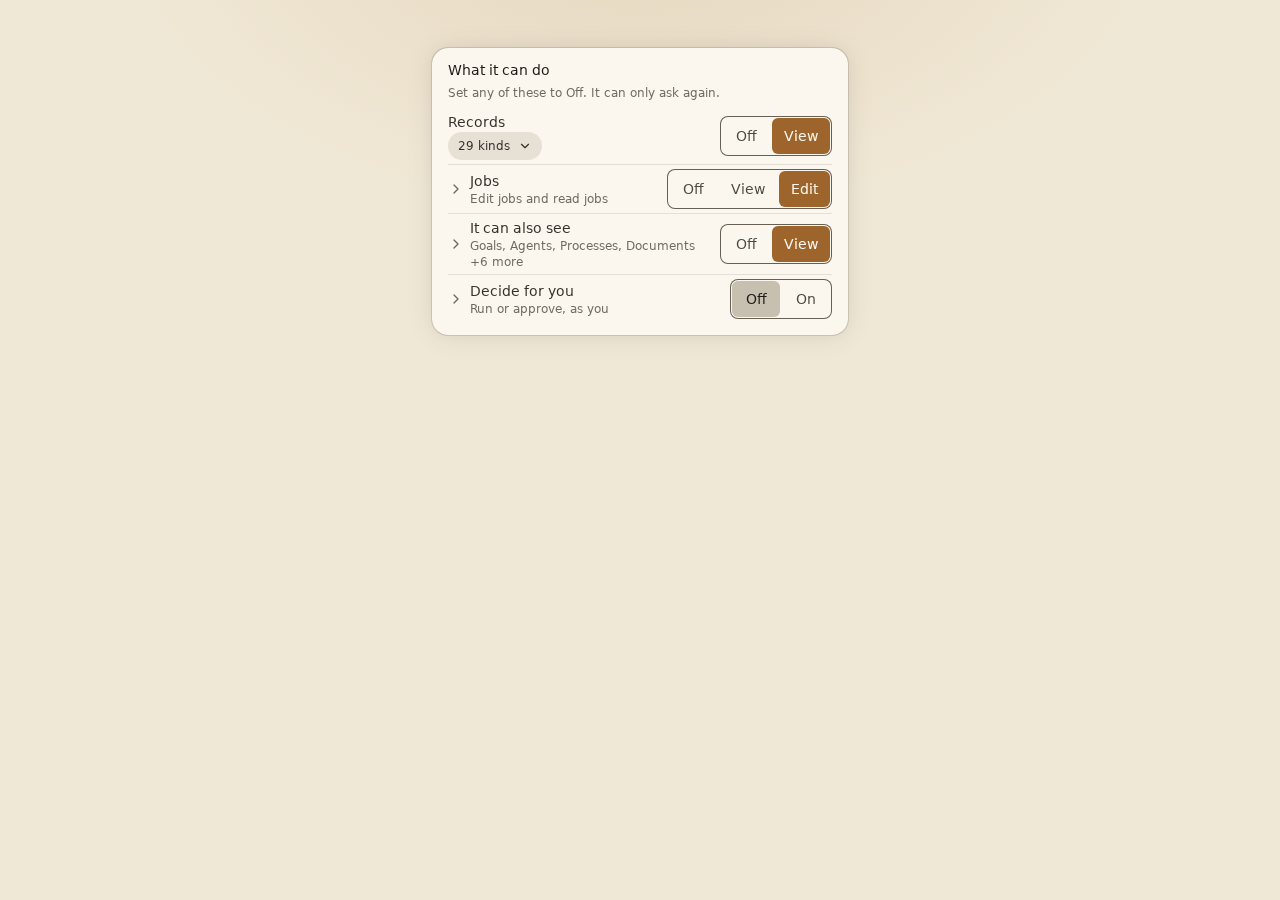 What it can do
Set any of these to Off. It can only ask again.
Records
29 kinds
Off View
Jobs
Edit jobs and read jobs
Off View Edit
It can also see
Goals, Agents, Processes, Documents
+6 more
Off View
Decide for you
Run or approve, as you
Off On